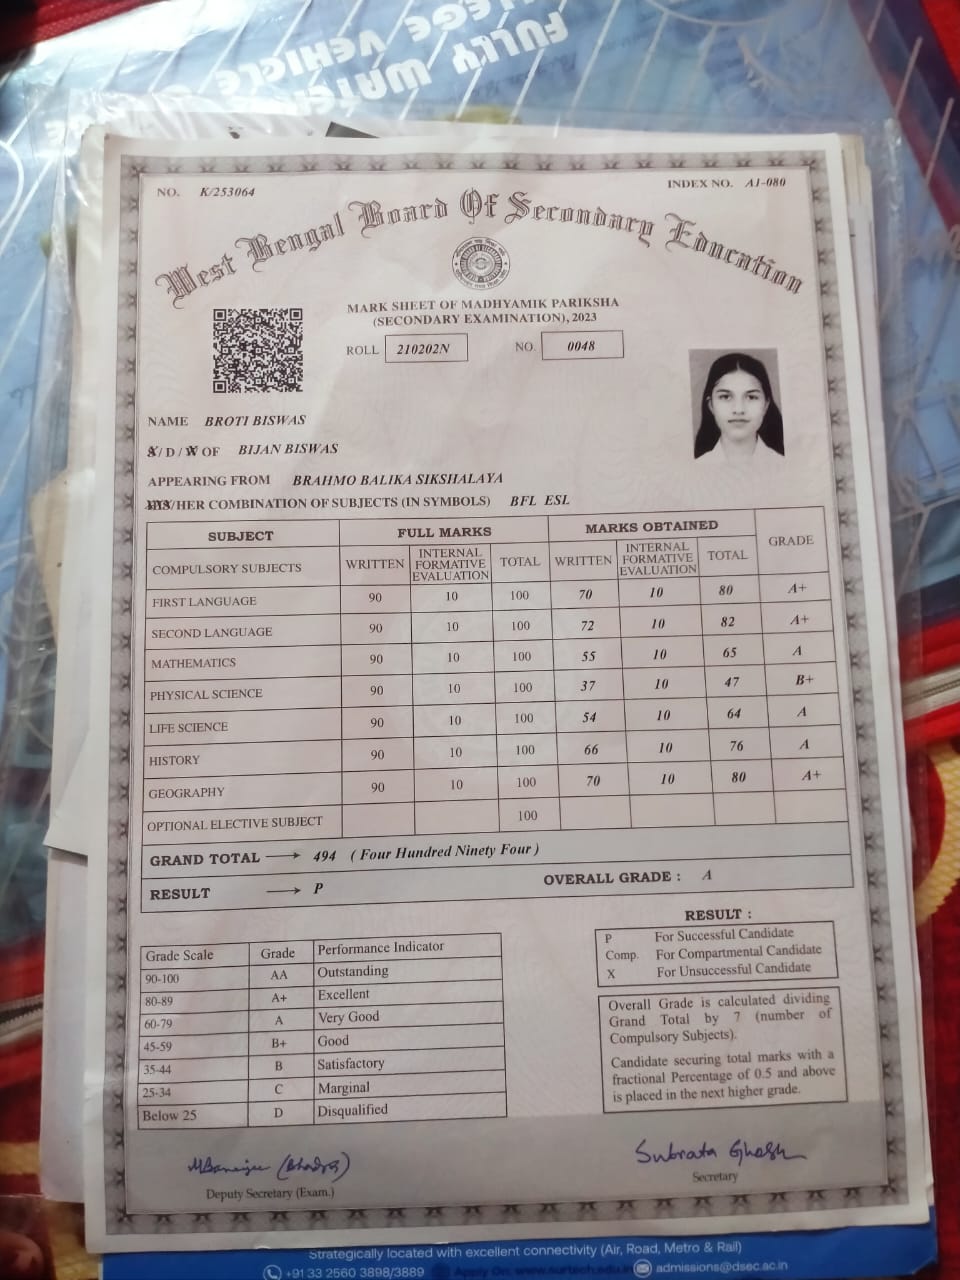 FULLY WATER
VEHICLE
NO. K/253064
INDEX NO. AJ-080
West Bengal Board Of Secondary Education
MARK SHEET OF MADHYAMIK PARIKSHA
(SECONDARY EXAMINATION), 2023
ROLL 210202N NO. 0048
NAME BROTI BISWAS
S / D / W OF BIJAN BISWAS
APPEARING FROM BRAHMO BALIKA SIKSHALAYA
HIS/HER COMBINATION OF SUBJECTS (IN SYMBOLS) BFL ESL
SUBJECT FULL MARKS MARKS OBTAINED GRADE
COMPULSORY SUBJECTS WRITTEN INTERNAL FORMATIVE EVALUATION TOTAL WRITTEN INTERNAL FORMATIVE EVALUATION TOTAL
FIRST LANGUAGE 90 10 100 70 10 80 A+
SECOND LANGUAGE 90 10 100 72 10 82 A+
MATHEMATICS 90 10 100 55 10 65 A
PHYSICAL SCIENCE 90 10 100 37 10 47 B+
LIFE SCIENCE 90 10 100 54 10 64 A
HISTORY 90 10 100 66 10 76 A
GEOGRAPHY 90 10 100 70 10 80 A+
OPTIONAL ELECTIVE SUBJECT 100
GRAND TOTAL → 494 ( Four Hundred Ninety Four )
RESULT → P OVERALL GRADE : A
Grade Scale Grade Performance Indicator
90-100 AA Outstanding
80-89 A+ Excellent
60-79 A Very Good
45-59 B+ Good
35-44 B Satisfactory
25-34 C Marginal
Below 25 D Disqualified
RESULT :
P For Successful Candidate
Comp. For Compartmental Candidate
X For Unsuccessful Candidate
Overall Grade is calculated dividing
Grand Total by 7 (number of
Compulsory Subjects).
Candidate securing total marks with a
fractional Percentage of 0.5 and above
is placed in the next higher grade.
Deputy Secretary (Exam.)
Subrata Ghosh
Secretary
Strategically located with excellent connectivity (Air, Road, Metro & Rail)
+91 33 2560 3898/3889 admissions@dsec.ac.in